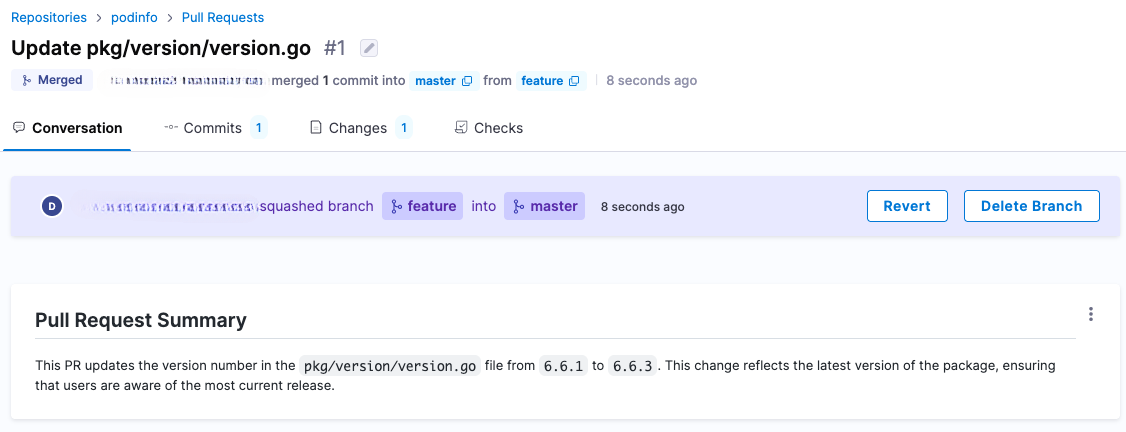 Repositories > podinfo > Pull Requests
Update pkg/version/version.go #1
Merged merged 1 commit into master from feature 8 seconds ago
Conversation Commits 1 Changes 1 Checks
D squashed branch feature into master 8 seconds ago Revert Delete Branch
Pull Request Summary
This PR updates the version number in the pkg/version/version.go file from 6.6.1 to 6.6.3. This change reflects the latest version of the package, ensuring
that users are aware of the most current release.